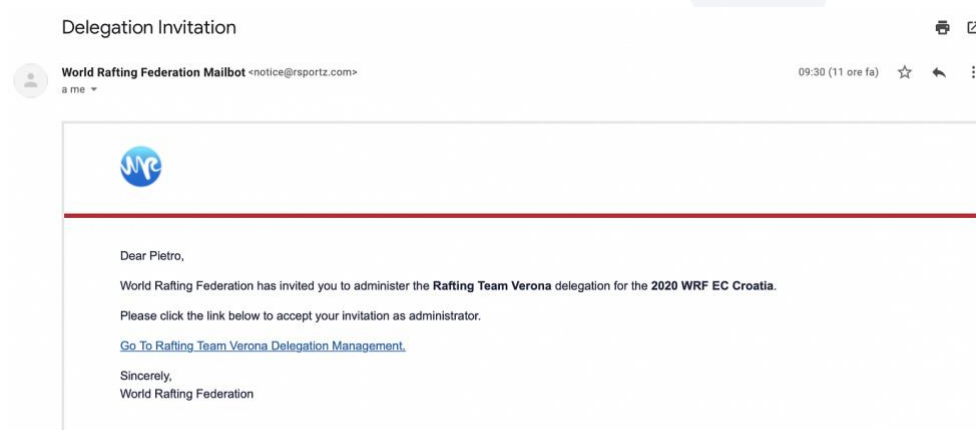 Delegation Invitation
World Rafting Federation Mailbot <notice@rsportz.com>
09:30 (11 ore fa)
a me
WRF
Dear Pietro,
World Rafting Federation has invited you to administer the Rafting Team Verona delegation for the 2020 WRF EC Croatia.
Please click the link below to accept your invitation as administrator.
Go To Rafting Team Verona Delegation Management.
Sincerely,
World Rafting Federation